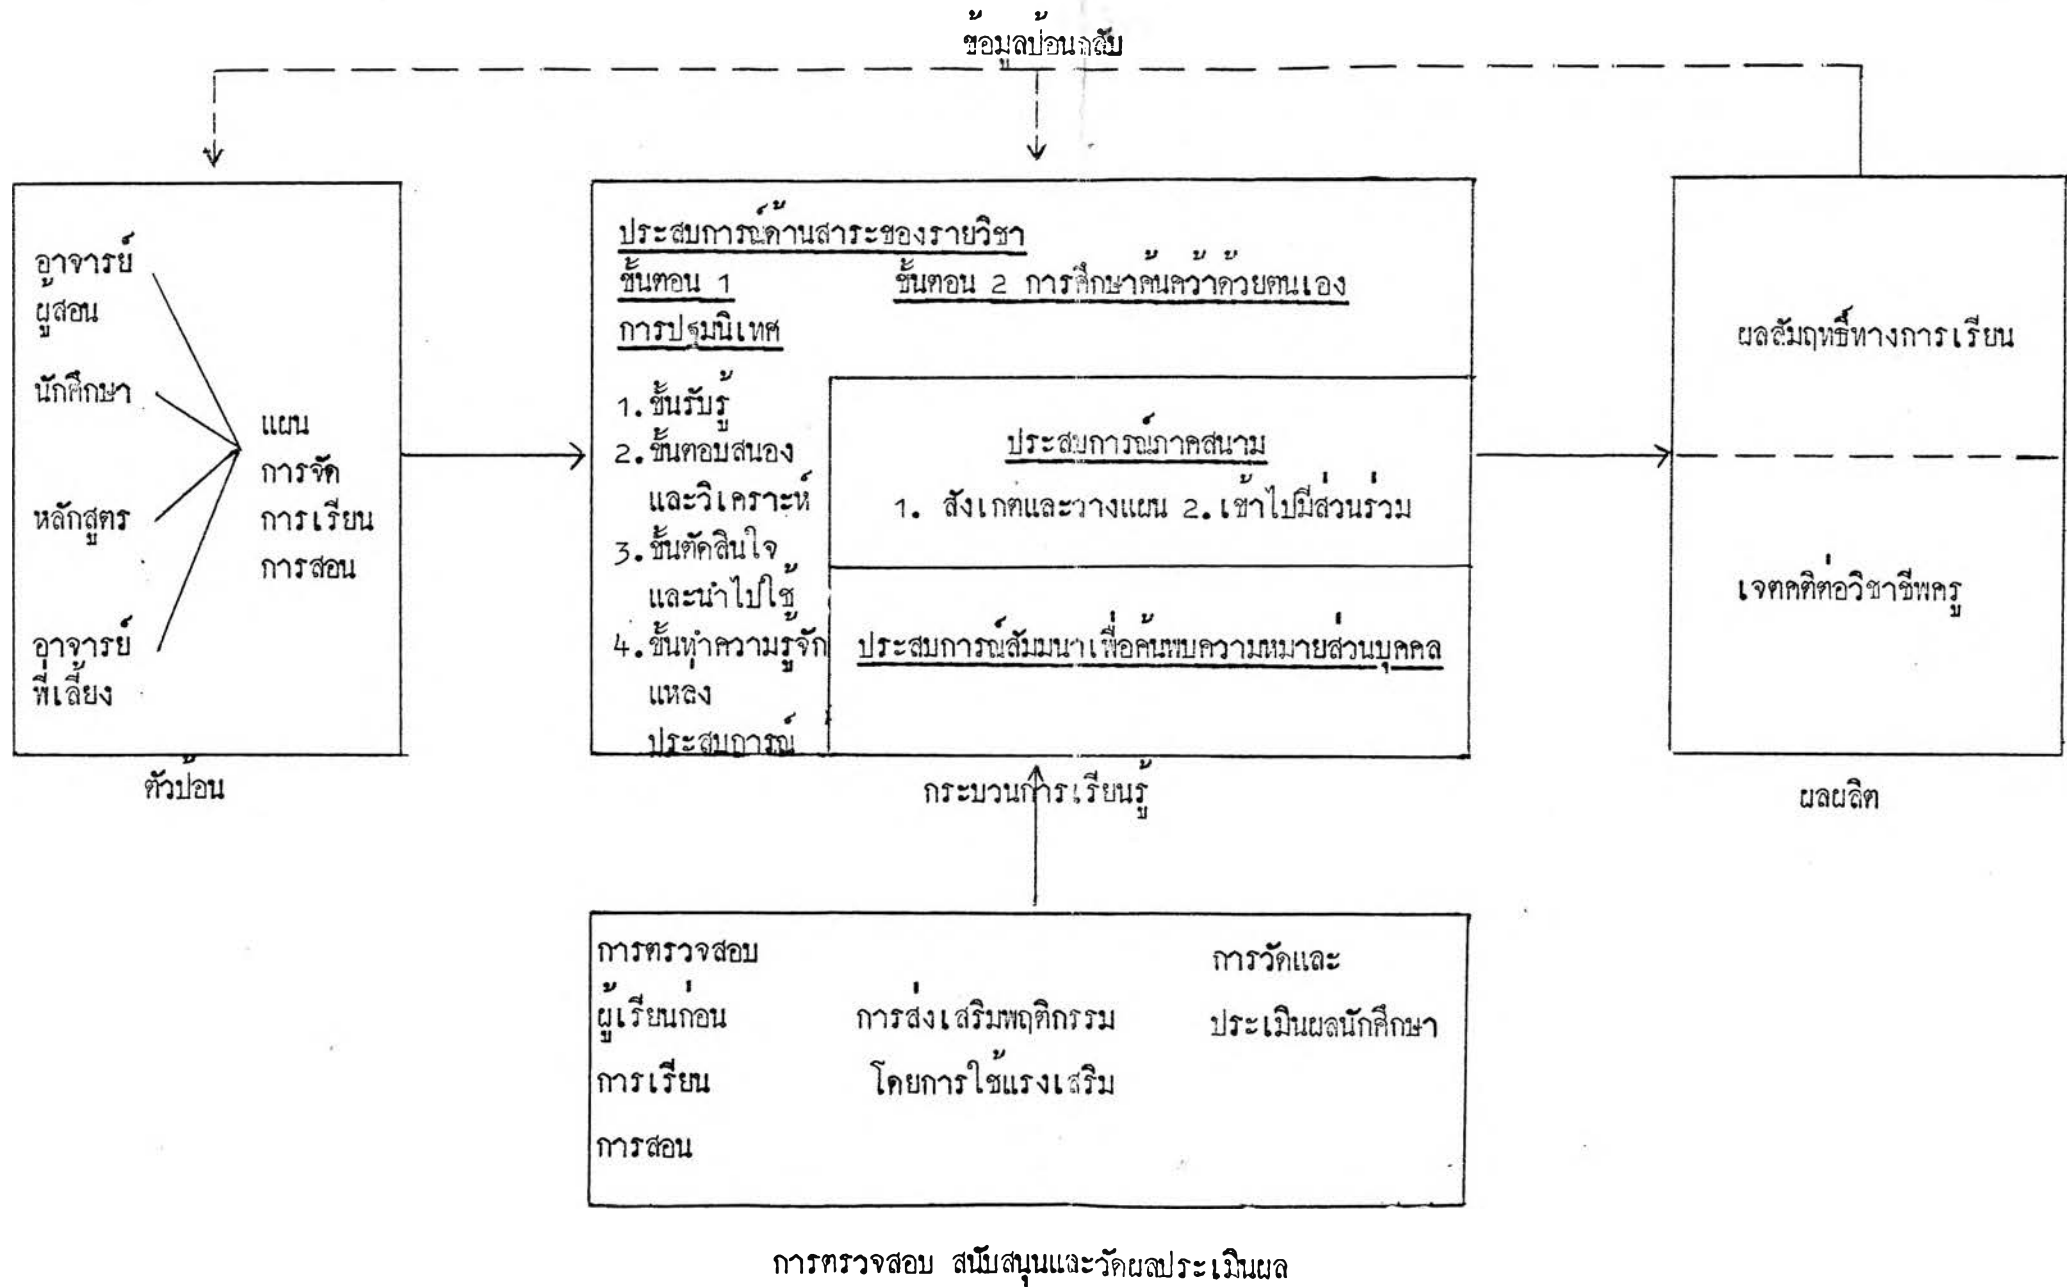 ข้อมูลป้อนกลับ
อาจารย์
ผู้สอน
นักศึกษา
หลักสูตร
อาจารย์
พี่เลี้ยง
แผน
การจัด
การเรียน
การสอน
ตัวป้อน
ประสบการณ์ด้านสาระของรายวิชา
ขั้นตอน 1
การปฐมนิเทศ
ขั้นตอน 2 การศึกษาค้นคว้าด้วยตนเอง
1. ขั้นรับรู้
2. ขั้นตอบสนอง
และวิเคราะห์
3. ขั้นตัดสินใจ
และนำไปใช้
4. ขั้นทำความรู้จัก
แหล่ง
ประสบการณ์
ประสบการณ์ภาคสนาม
1. สังเกตและวางแผน 2. เข้าไปมีส่วนร่วม
ประสบการณ์สัมมนาเพื่อค้นพบความหมายส่วนบุคคล
กระบวนการเรียนรู้
ผลสัมฤทธิ์ทางการเรียน
เจตคติต่อวิชาชีพครู
ผลผลิต
การตรวจสอบ
ผู้เรียนก่อน
การเรียน
การสอน
การส่งเสริมพฤติกรรม
โดยการใช้แรงเสริม
การวัดและ
ประเมินผลนักศึกษา
การตรวจสอบ สนับสนุนและวัดผลประเมินผล